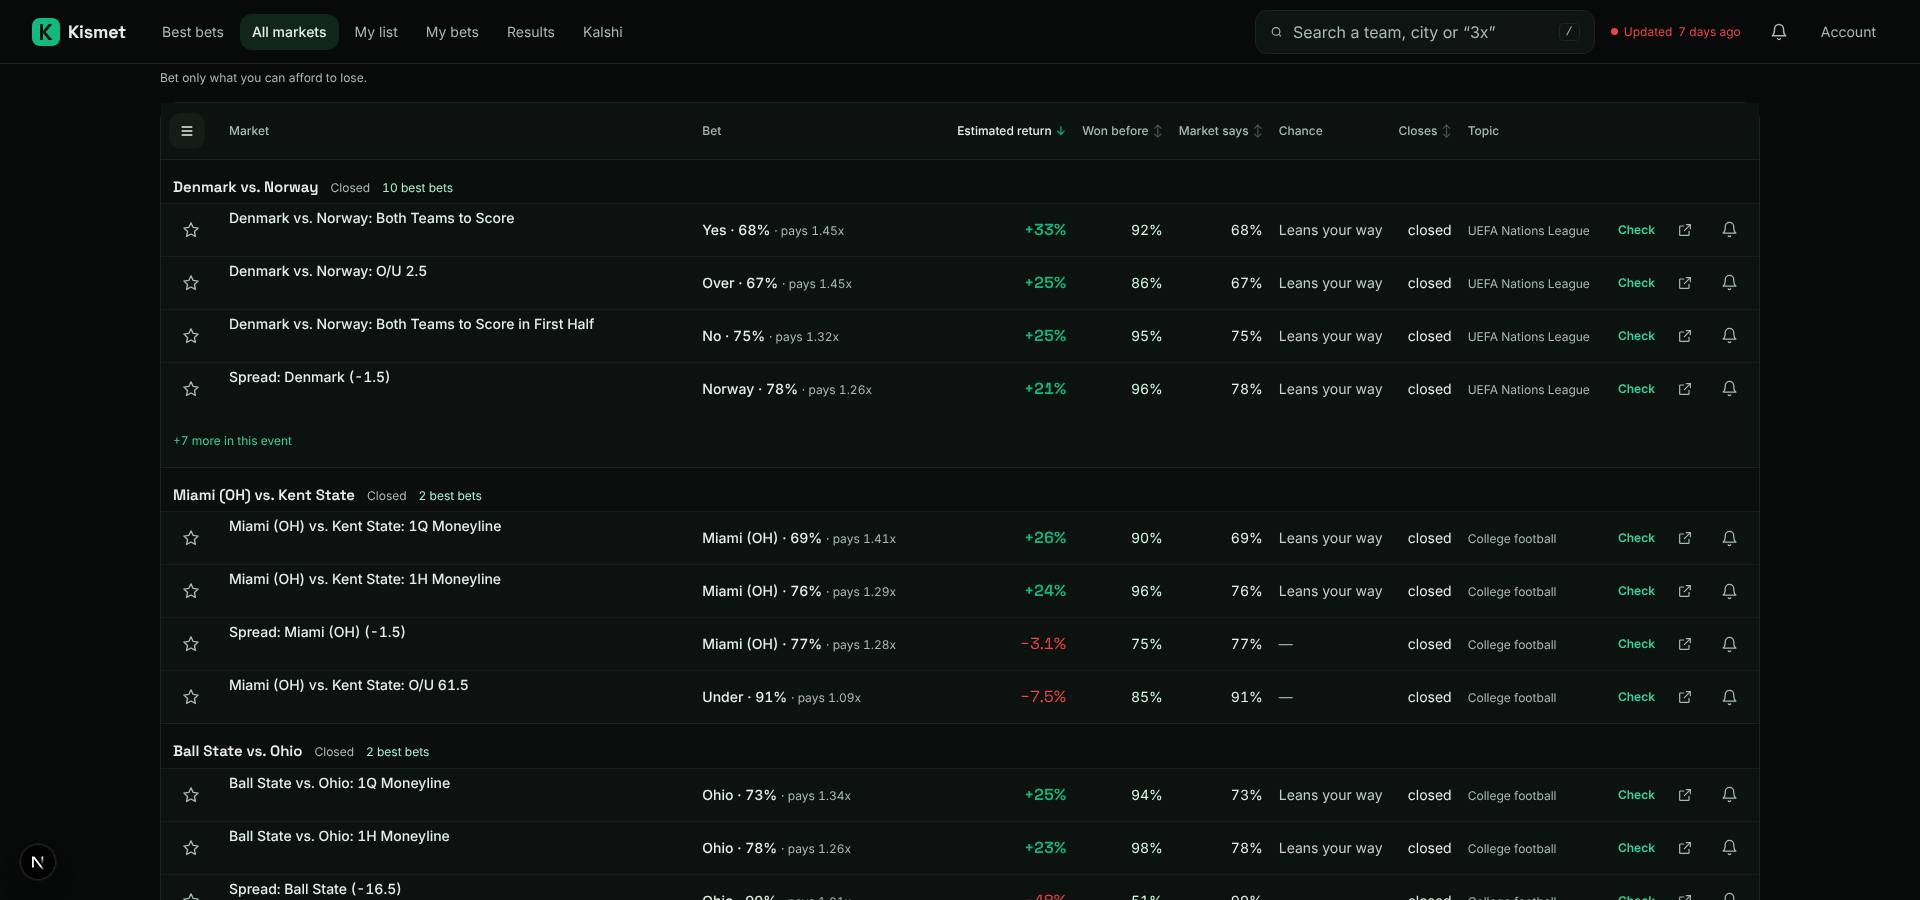 K Kismet Best bets All markets My list My bets Results Kalshi Search a team, city or “3x” / Updated 7 days ago Account
Bet only what you can afford to lose.
Market Bet Estimated return ↓ Won before Market says Chance Closes Topic
Denmark vs. Norway Closed 10 best bets
Denmark vs. Norway: Both Teams to Score
Yes · 68% · pays 1.45x +33% 92% 68% Leans your way closed UEFA Nations League Check
Denmark vs. Norway: O/U 2.5
Over · 67% · pays 1.45x +25% 86% 67% Leans your way closed UEFA Nations League Check
Denmark vs. Norway: Both Teams to Score in First Half
No · 75% · pays 1.32x +25% 95% 75% Leans your way closed UEFA Nations League Check
Spread: Denmark (-1.5)
Norway · 78% · pays 1.26x +21% 96% 78% Leans your way closed UEFA Nations League Check
+7 more in this event
Miami (OH) vs. Kent State Closed 2 best bets
Miami (OH) vs. Kent State: 1Q Moneyline
Miami (OH) · 69% · pays 1.41x +26% 90% 69% Leans your way closed College football Check
Miami (OH) vs. Kent State: 1H Moneyline
Miami (OH) · 76% · pays 1.29x +24% 96% 76% Leans your way closed College football Check
Spread: Miami (OH) (-1.5)
Miami (OH) · 77% · pays 1.28x −3.1% 75% 77% — closed College football Check
Miami (OH) vs. Kent State: O/U 61.5
Under · 91% · pays 1.09x −7.5% 85% 91% — closed College football Check
Ball State vs. Ohio Closed 2 best bets
Ball State vs. Ohio: 1Q Moneyline
Ohio · 73% · pays 1.34x +25% 94% 73% Leans your way closed College football Check
Ball State vs. Ohio: 1H Moneyline
Ohio · 78% · pays 1.26x +23% 98% 78% Leans your way closed College football Check
N
Spread: Ball State (-16.5)